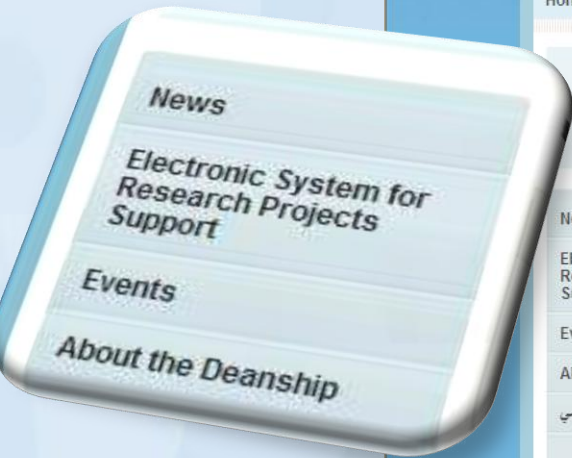 News
Electronic System for
Research Projects
Support
Events
About the Deanship